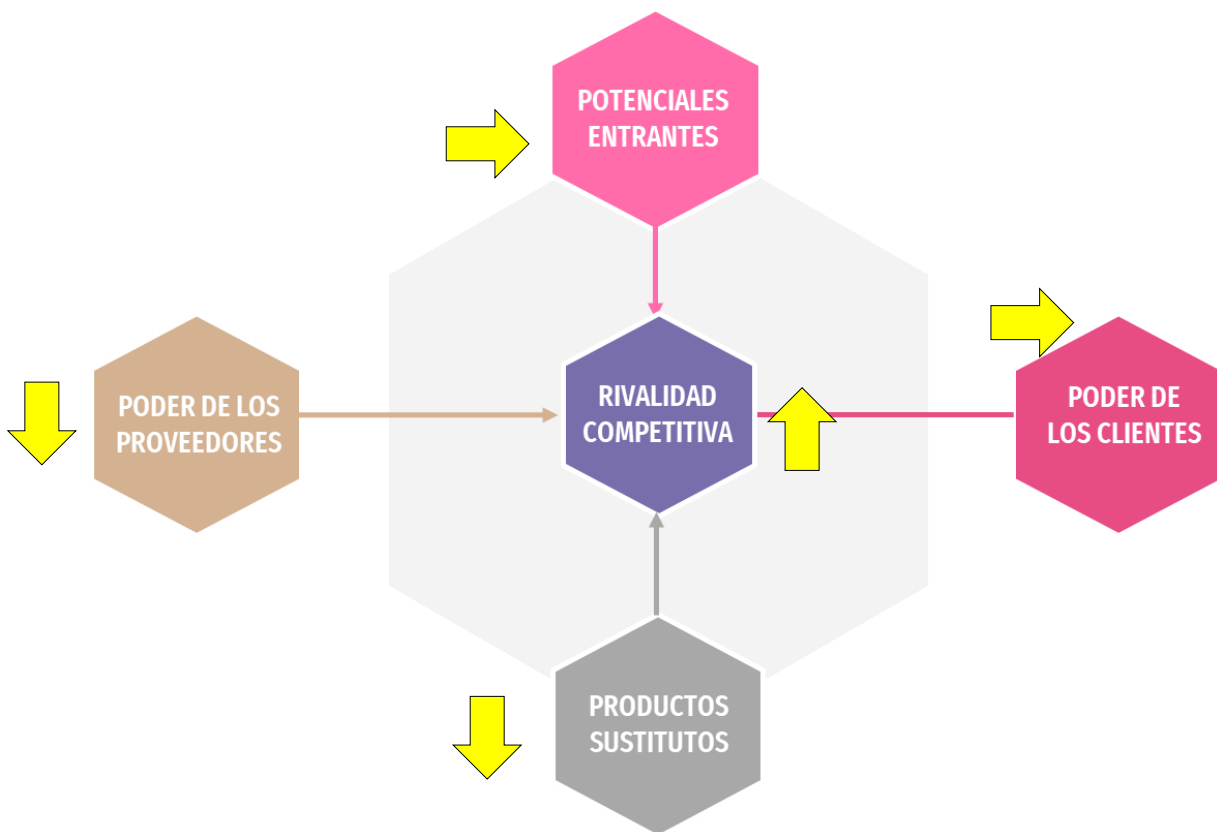 POTENCIALES
ENTRANTES
PODER DE LOS
PROVEEDORES
RIVALIDAD
COMPETITIVA
PODER DE
LOS CLIENTES
PRODUCTOS
SUSTITUTOS